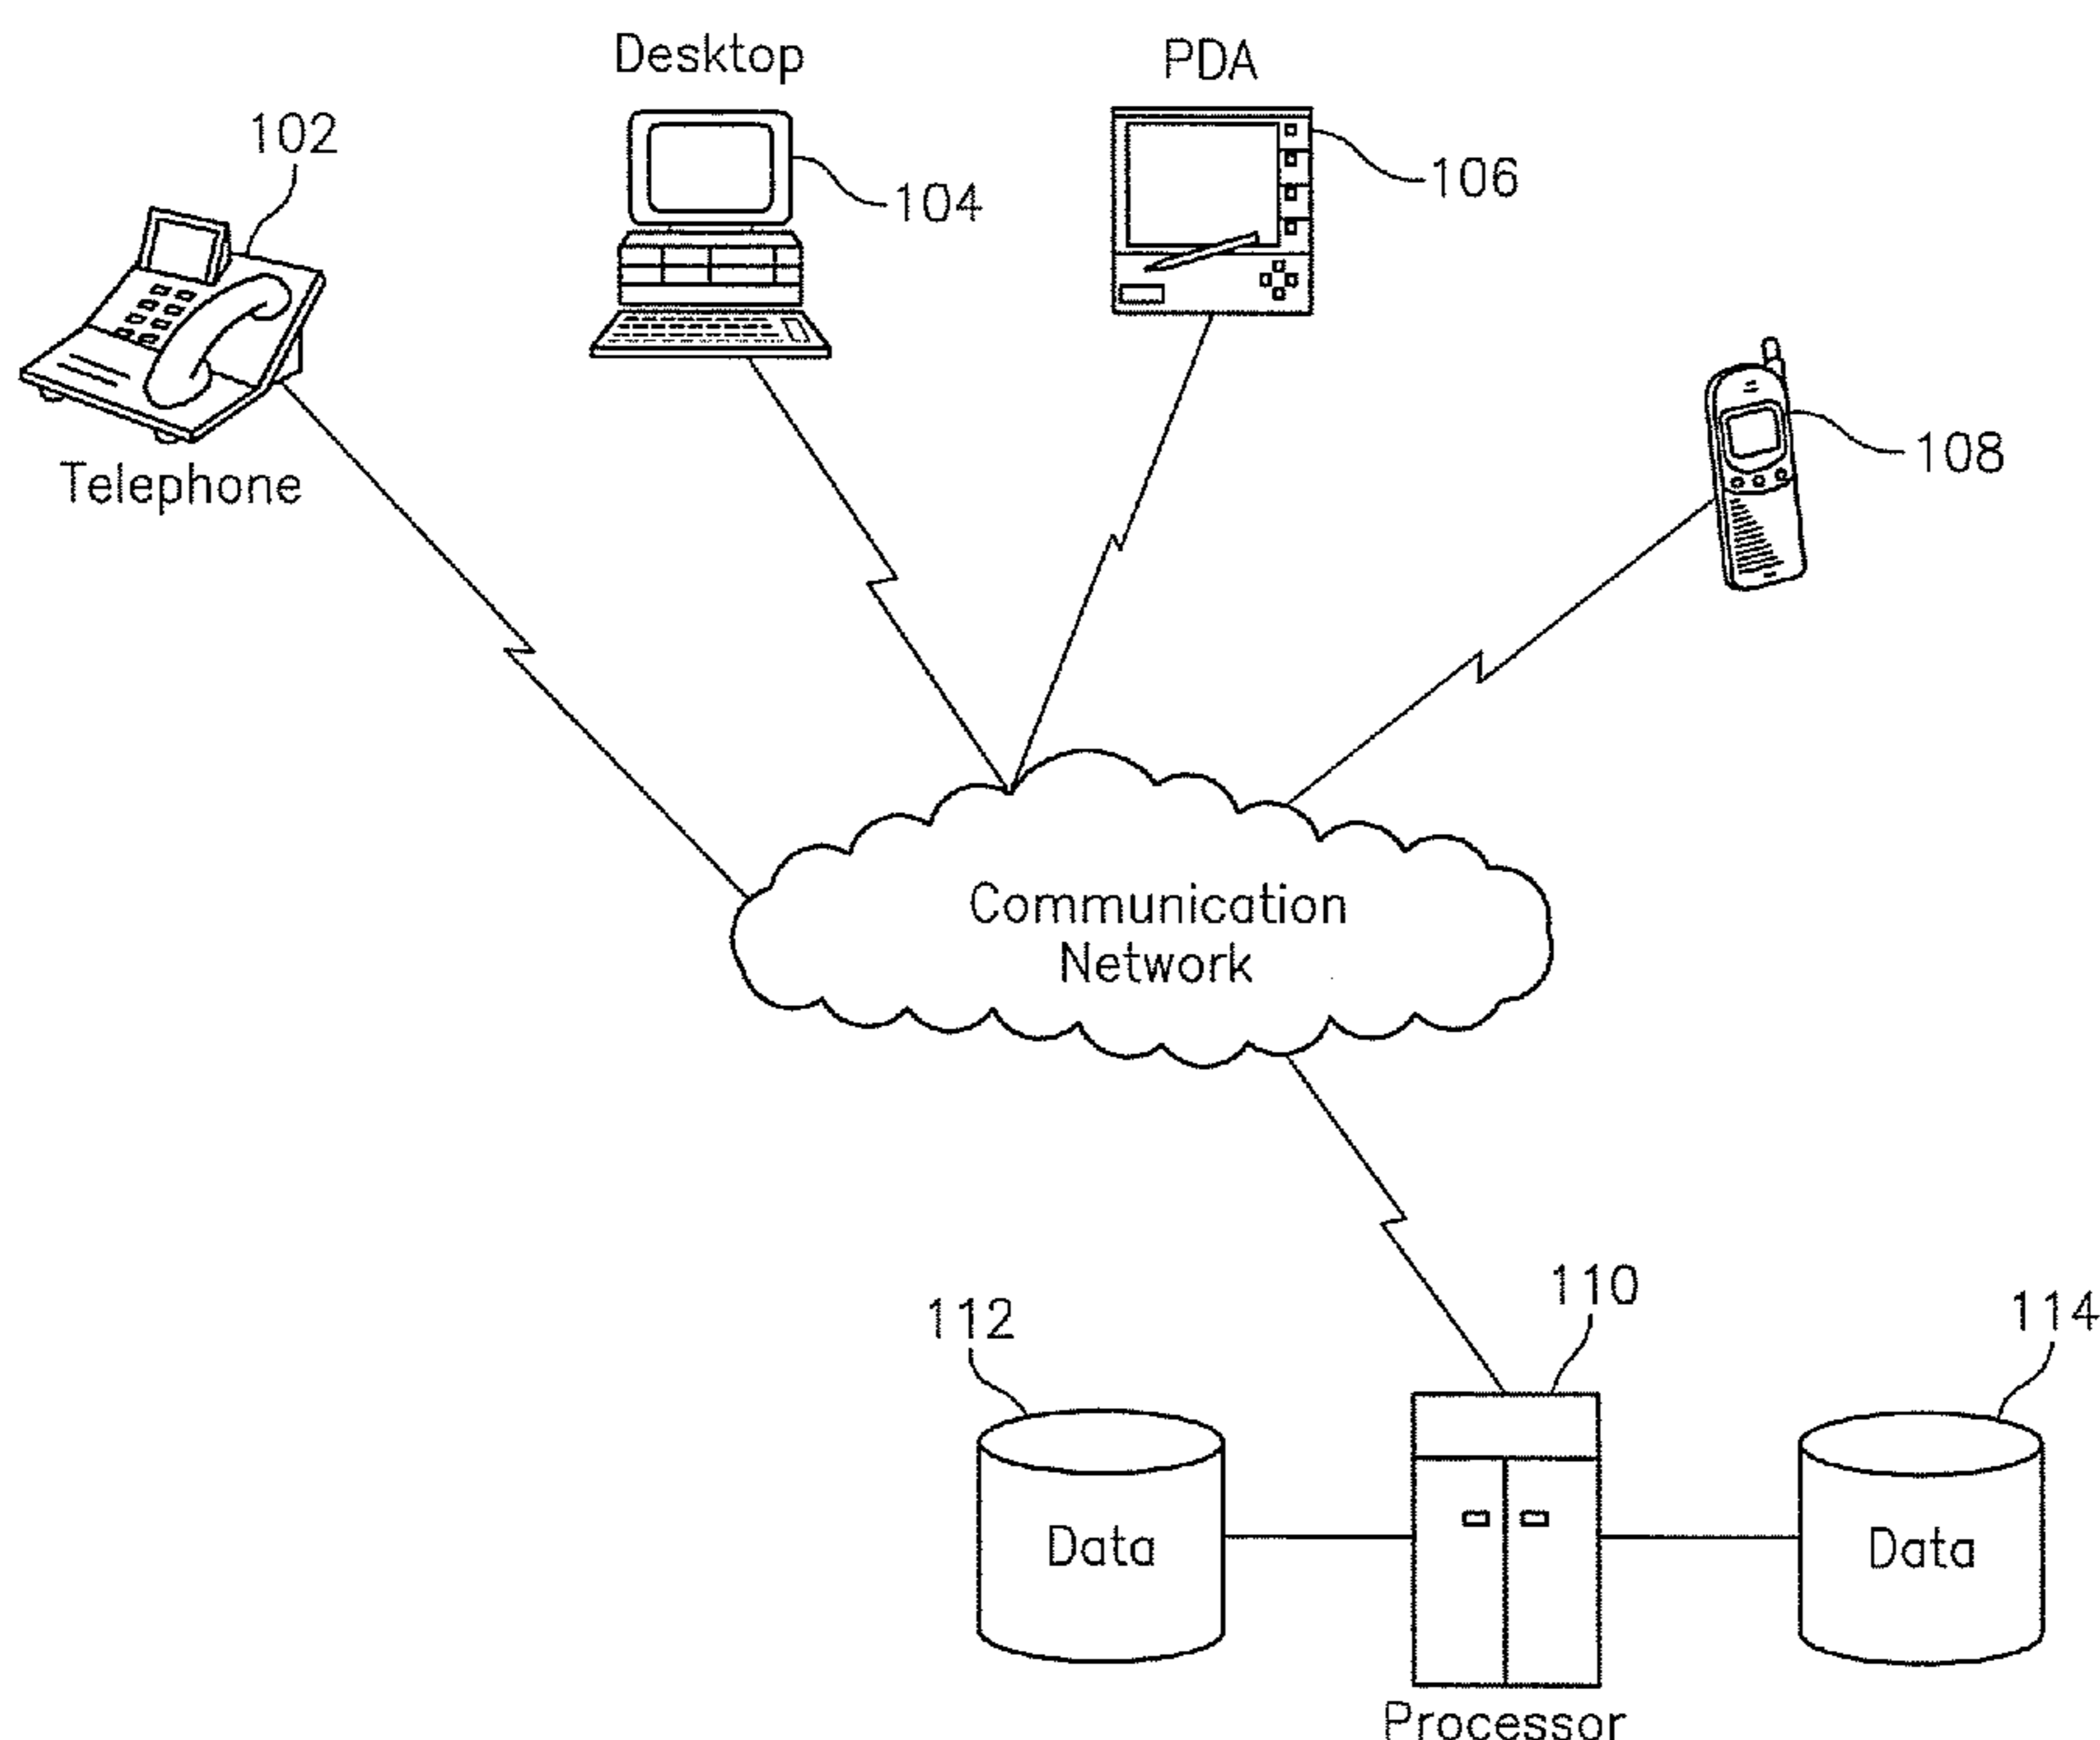 Desktop
PDA
102
104
106
Telephone
108
Communication
Network
110
112
114
Data
Data
Processor